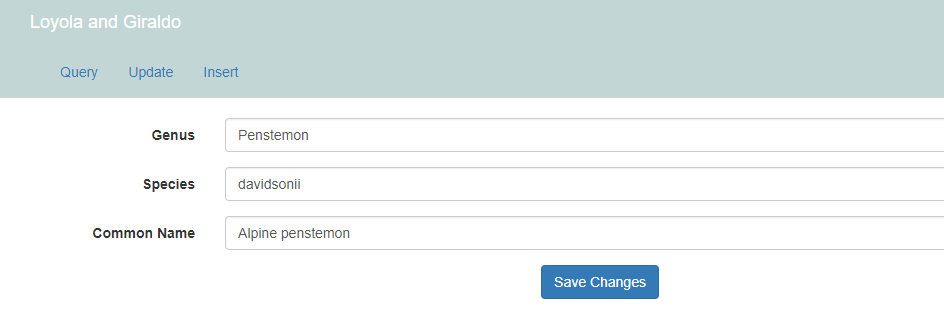 Loyola and Giraldo
Query Update Insert
Genus Penstemon
Species davidsonii
Common Name Alpine penstemon
Save Changes